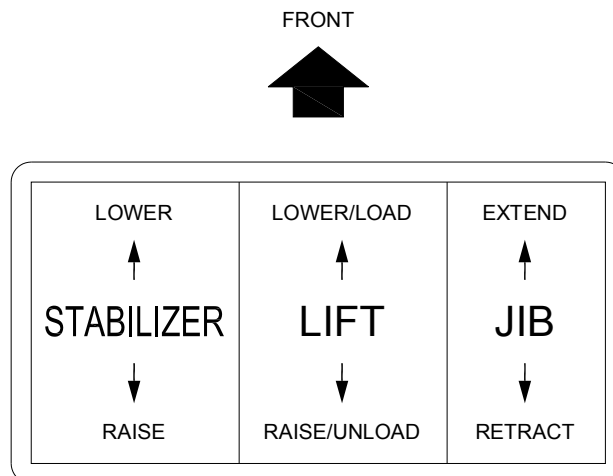 FRONT
LOWER LOWER/LOAD EXTEND
STABILIZER LIFT JIB
RAISE RAISE/UNLOAD RETRACT